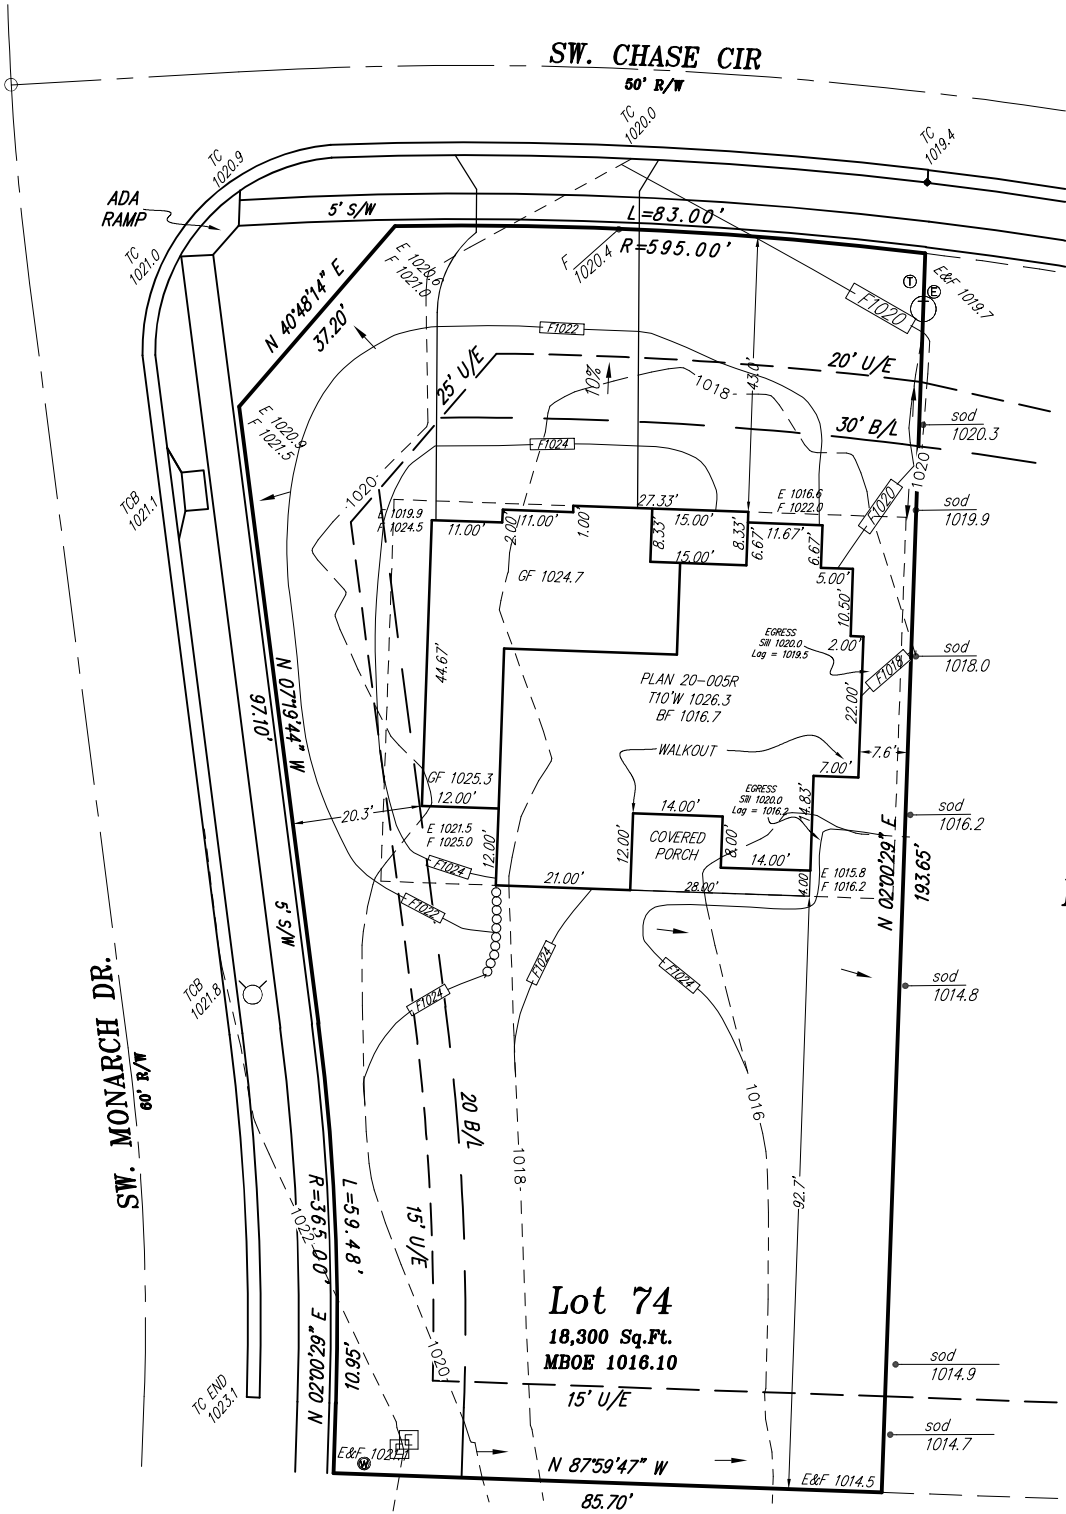 SW. CHASE CIR
50' R/W
TC
1020.0
TC
1020.9
TC
1019.4
ADA
RAMP
5' S/W
L=83.00'
R=595.00'
TC
1021.0
E 1020.6
F 1021.0
F
1020.4
E&F 1019.7
T
E
F1020
N 40°48'14" E
37.20'
F1022
25' U/E
20' U/E
10%
1018
43.0'
30' B/L
E 1020.9
F 1021.5
F1024
sod
1020.3
1020
1020
TCB
1021.1
E 1019.9
F 1024.5
27.33'
E 1016.6
F 1022.0
F1020
sod
1019.9
11.00'
2.00'
11.00'
1.00'
8.33'
15.00'
8.33'
6.67'
11.67'
6.67'
15.00'
GF 1024.7
5.00'
10.50'
EGRESS
Sill 1020.0
Lag = 1019.5
2.00'
F1018
sod
1018.0
44.67'
PLAN 20-005R
T10'W 1026.3
BF 1016.7
22.00'
N 07°19'44" W
97.10'
WALKOUT
7.6'
7.00'
GF 1025.3
12.00'
EGRESS
Sill 1020.0
Lag = 1016.2
14.83'
14.00'
sod
1016.2
20.3'
E 1021.5
F 1025.0
12.00'
12.00'
COVERED
PORCH
8.00'
14.00'
F1024
21.00'
28.00'
4.00
E 1015.8
F 1016.2
N 02°00'29" E
193.65'
F1022
5' S/W
F1024
F1024
F1024
TCB
1021.8
sod
1014.8
SW. MONARCH DR.
60' R/W
20 B/L
1016
1018
92.7'
1022
R=365.00'
L=59.48'
15' U/E
Lot 74
18,300 Sq.Ft.
MBOE 1016.10
1020
N 02°00'29" E
10.95'
TC END
1023.1
15' U/E
sod
1014.9
sod
1014.7
E&F 1021.1
E
E
W
N 87°59'47" W
E&F 1014.5
85.70'